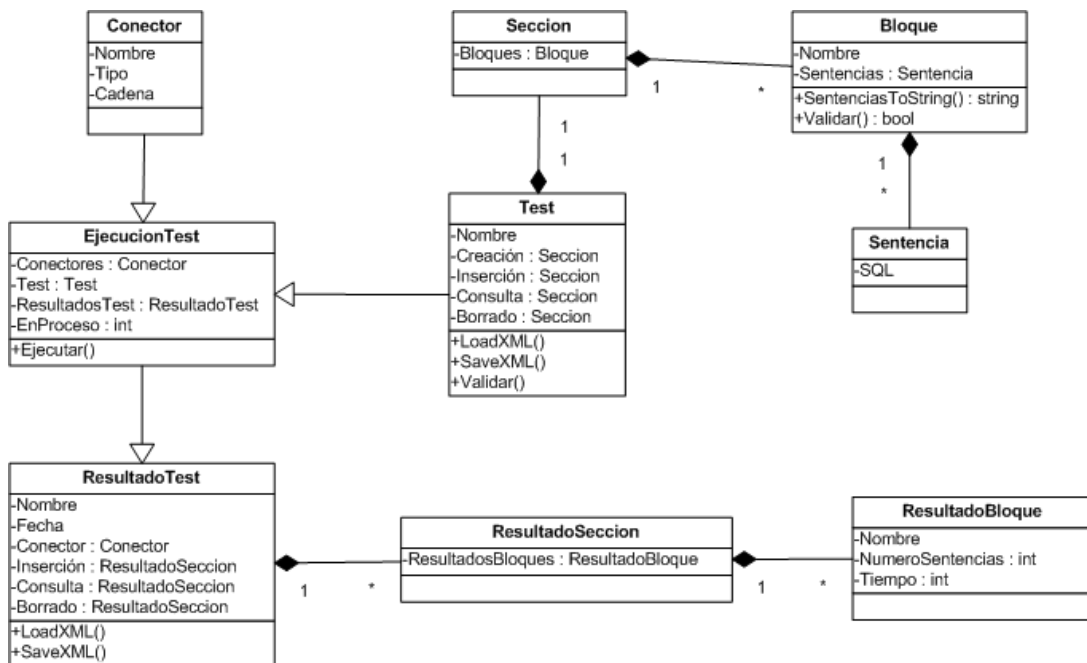 Conector
-Nombre
-Tipo
-Cadena
Seccion
-Bloques : Bloque
1
*
Bloque
-Nombre
-Sentencias : Sentencia
+SentenciasToString() : string
+Validar() : bool
1
*
Sentencia
-SQL
1
1
Test
-Nombre
-Creación : Seccion
-Inserción : Seccion
-Consulta : Seccion
-Borrado : Seccion
+LoadXML()
+SaveXML()
+Validar()
EjecucionTest
-Conectores : Conector
-Test : Test
-ResultadosTest : ResultadoTest
-EnProceso : int
+Ejecutar()
ResultadoTest
-Nombre
-Fecha
-Conector : Conector
-Inserción : ResultadoSeccion
-Consulta : ResultadoSeccion
-Borrado : ResultadoSeccion
+LoadXML()
+SaveXML()
1
*
ResultadoSeccion
-ResultadosBloques : ResultadoBloque
1
*
ResultadoBloque
-Nombre
-NumeroSentencias : int
-Tiempo : int